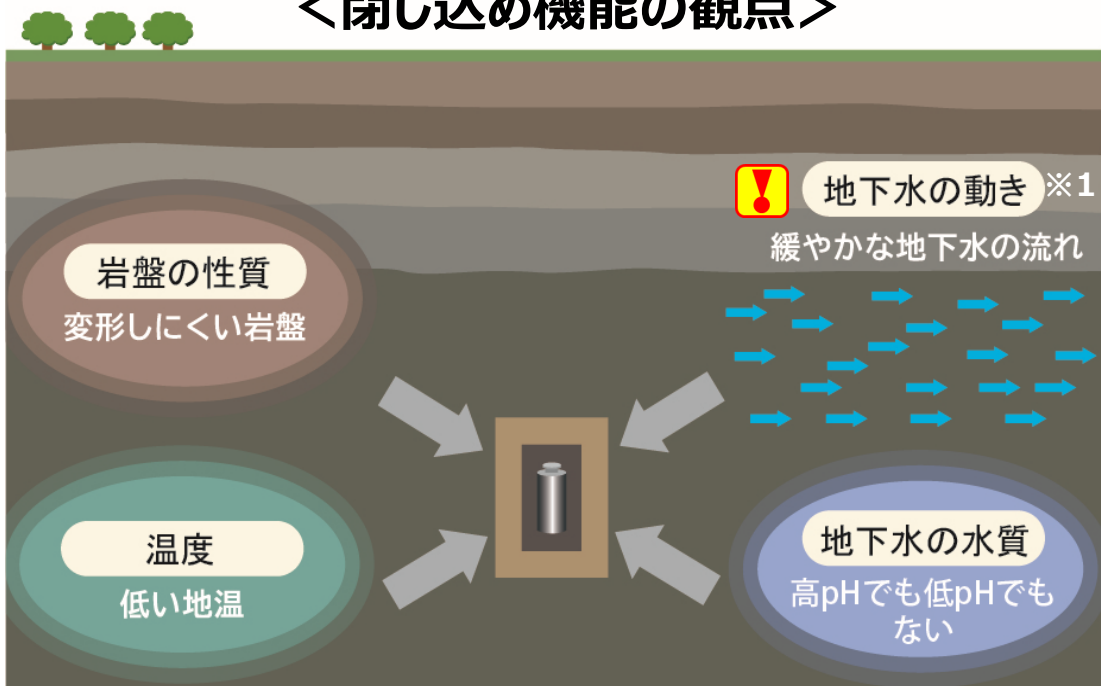 ＜閉じ込め機能の観点＞
地下水の動き※1
緩やかな地下水の流れ
岩盤の性質
変形しにくい岩盤
温度
低い地温
地下水の水質
高pHでも低pHでも
ない